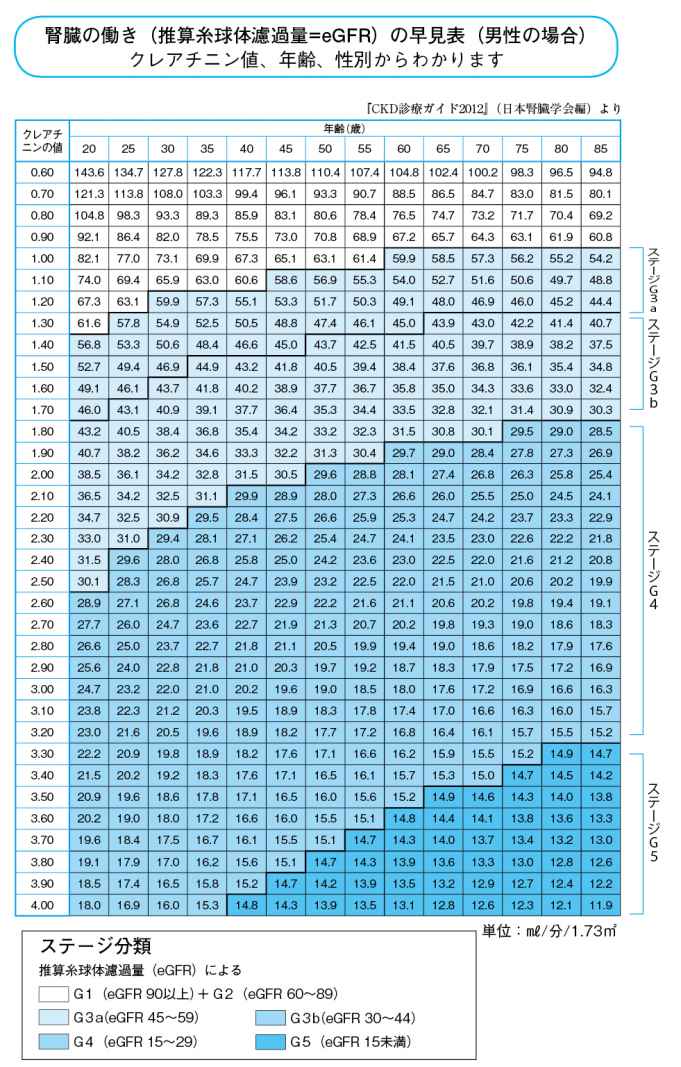 腎臓の働き（推算糸球体濾過量=eGFR）の早見表（男性の場合）
クレアチニン値、年齢、性別からわかります
『CKD診療ガイド2012』（日本腎臓学会編）より
クレアチニンの値 年齢（歳）
20 25 30 35 40 45 50 55 60 65 70 75 80 85
0.60 143.6 134.7 127.8 122.3 117.7 113.8 110.4 107.4 104.8 102.4 100.2 98.3 96.5 94.8
0.70 121.3 113.8 108.0 103.3 99.4 96.1 93.3 90.7 88.5 86.5 84.7 83.0 81.5 80.1
0.80 104.8 98.3 93.3 89.3 85.9 83.1 80.6 78.4 76.5 74.7 73.2 71.7 70.4 69.2
0.90 92.1 86.4 82.0 78.5 75.5 73.0 70.8 68.9 67.2 65.7 64.3 63.1 61.9 60.8
1.00 82.1 77.0 73.1 69.9 67.3 65.1 63.1 61.4 59.9 58.5 57.3 56.2 55.2 54.2
1.10 74.0 69.4 65.9 63.0 60.6 58.6 56.9 55.3 54.0 52.7 51.6 50.6 49.7 48.8
1.20 67.3 63.1 59.9 57.3 55.1 53.3 51.7 50.3 49.1 48.0 46.9 46.0 45.2 44.4
ステージG3a
1.30 61.6 57.8 54.9 52.5 50.5 48.8 47.4 46.1 45.0 43.9 43.0 42.2 41.4 40.7
1.40 56.8 53.3 50.6 48.4 46.6 45.0 43.7 42.5 41.5 40.5 39.7 38.9 38.2 37.5
1.50 52.7 49.4 46.9 44.9 43.2 41.8 40.5 39.4 38.4 37.6 36.8 36.1 35.4 34.8
1.60 49.1 46.1 43.7 41.8 40.2 38.9 37.7 36.7 35.8 35.0 34.3 33.6 33.0 32.4
1.70 46.0 43.1 40.9 39.1 37.7 36.4 35.3 34.4 33.5 32.8 32.1 31.4 30.9 30.3
ステージG3b
1.80 43.2 40.5 38.4 36.8 35.4 34.2 33.2 32.3 31.5 30.8 30.1 29.5 29.0 28.5
1.90 40.7 38.2 36.2 34.6 33.3 32.2 31.3 30.4 29.7 29.0 28.4 27.8 27.3 26.9
2.00 38.5 36.1 34.2 32.8 31.5 30.5 29.6 28.8 28.1 27.4 26.8 26.3 25.8 25.4
2.10 36.5 34.2 32.5 31.1 29.9 28.9 28.0 27.3 26.6 26.0 25.5 25.0 24.5 24.1
2.20 34.7 32.5 30.9 29.5 28.4 27.5 26.6 25.9 25.3 24.7 24.2 23.7 23.3 22.9
2.30 33.0 31.0 29.4 28.1 27.1 26.2 25.4 24.7 24.1 23.5 23.0 22.6 22.2 21.8
2.40 31.5 29.6 28.0 26.8 25.8 25.0 24.2 23.6 23.0 22.5 22.0 21.6 21.2 20.8
2.50 30.1 28.3 26.8 25.7 24.7 23.9 23.2 22.5 22.0 21.5 21.0 20.6 20.2 19.9
2.60 28.9 27.1 26.8 24.6 23.7 22.9 22.2 21.6 21.1 20.6 20.2 19.8 19.4 19.1
2.70 27.7 26.0 24.7 23.6 22.7 21.9 21.3 20.7 20.2 19.8 19.3 19.0 18.6 18.3
2.80 26.6 25.0 23.7 22.7 21.8 21.1 20.5 19.9 19.4 19.0 18.6 18.2 17.9 17.6
2.90 25.6 24.0 22.8 21.8 21.0 20.3 19.7 19.2 18.7 18.3 17.9 17.5 17.2 16.9
3.00 24.7 23.2 22.0 21.0 20.2 19.6 19.0 18.5 18.0 17.6 17.2 16.9 16.6 16.3
3.10 23.8 22.3 21.2 20.3 19.5 18.9 18.3 17.8 17.4 17.0 16.6 16.3 16.0 15.7
3.20 23.0 21.6 20.5 19.6 18.9 18.2 17.7 17.2 16.8 16.4 16.1 15.7 15.5 15.2
ステージG4
3.30 22.2 20.9 19.8 18.9 18.2 17.6 17.1 16.6 16.2 15.9 15.5 15.2 14.9 14.7
3.40 21.5 20.2 19.2 18.3 17.6 17.1 16.5 16.1 15.7 15.3 15.0 14.7 14.5 14.2
3.50 20.9 19.6 18.6 17.8 17.1 16.5 16.0 15.6 15.2 14.9 14.6 14.3 14.0 13.8
3.60 20.2 19.0 18.0 17.2 16.6 16.0 15.5 15.1 14.8 14.4 14.1 13.8 13.6 13.3
3.70 19.6 18.4 17.5 16.7 16.1 15.5 15.1 14.7 14.3 14.0 13.7 13.4 13.2 13.0
3.80 19.1 17.9 17.0 16.2 15.6 15.1 14.7 14.3 13.9 13.6 13.3 13.0 12.8 12.6
3.90 18.5 17.4 16.5 15.8 15.2 14.7 14.2 13.9 13.5 13.2 12.9 12.7 12.4 12.2
4.00 18.0 16.9 16.0 15.3 14.8 14.3 13.9 13.5 13.1 12.8 12.6 12.3 12.1 11.9
ステージG5
単位：㎖/分/1.73㎡
ステージ分類
推算糸球体濾過量（eGFR）による
G1（eGFR 90以上）＋G2（eGFR 60〜89）
G3a(eGFR 45〜59) G3b(eGFR 30〜44)
G4（eGFR 15〜29） G5（eGFR 15未満）